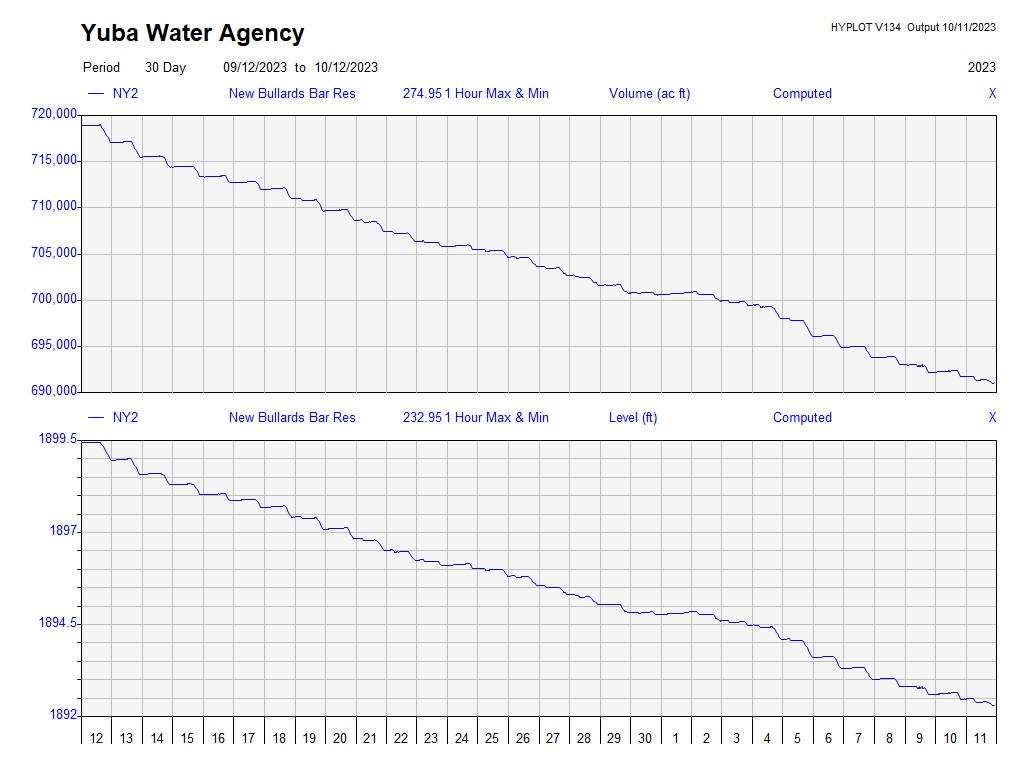 Yuba Water Agency
HYPLOT V134 Output 10/11/2023
Period 30 Day 09/12/2023 to 10/12/2023 2023
NY2 New Bullards Bar Res 274.95 1 Hour Max & Min Volume (ac ft) Computed X
720,000
715,000
710,000
705,000
700,000
695,000
690,000
NY2 New Bullards Bar Res 232.95 1 Hour Max & Min Level (ft) Computed X
1899.5
1897
1894.5
1892
12 13 14 15 16 17 18 19 20 21 22 23 24 25 26 27 28 29 30 1 2 3 4 5 6 7 8 9 10 11